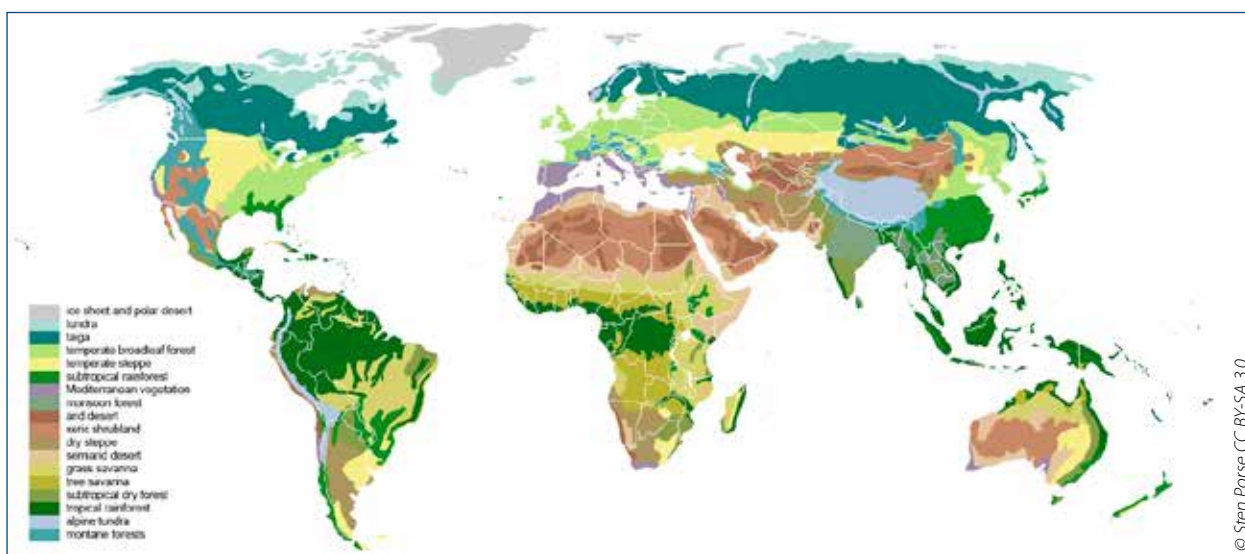 ice sheet and polar desert
tundra
taiga
temperate broadleaf forest
temperate steppe
subtropical rainforest
Mediterranean vegetation
monsoon forest
arid desert
xeric shrubland
dry steppe
semiarid desert
grass savanna
tree savanna
subtropical dry forest
tropical rainforest
alpine tundra
montane forests
© Sten Porse CC BY-SA 3.0